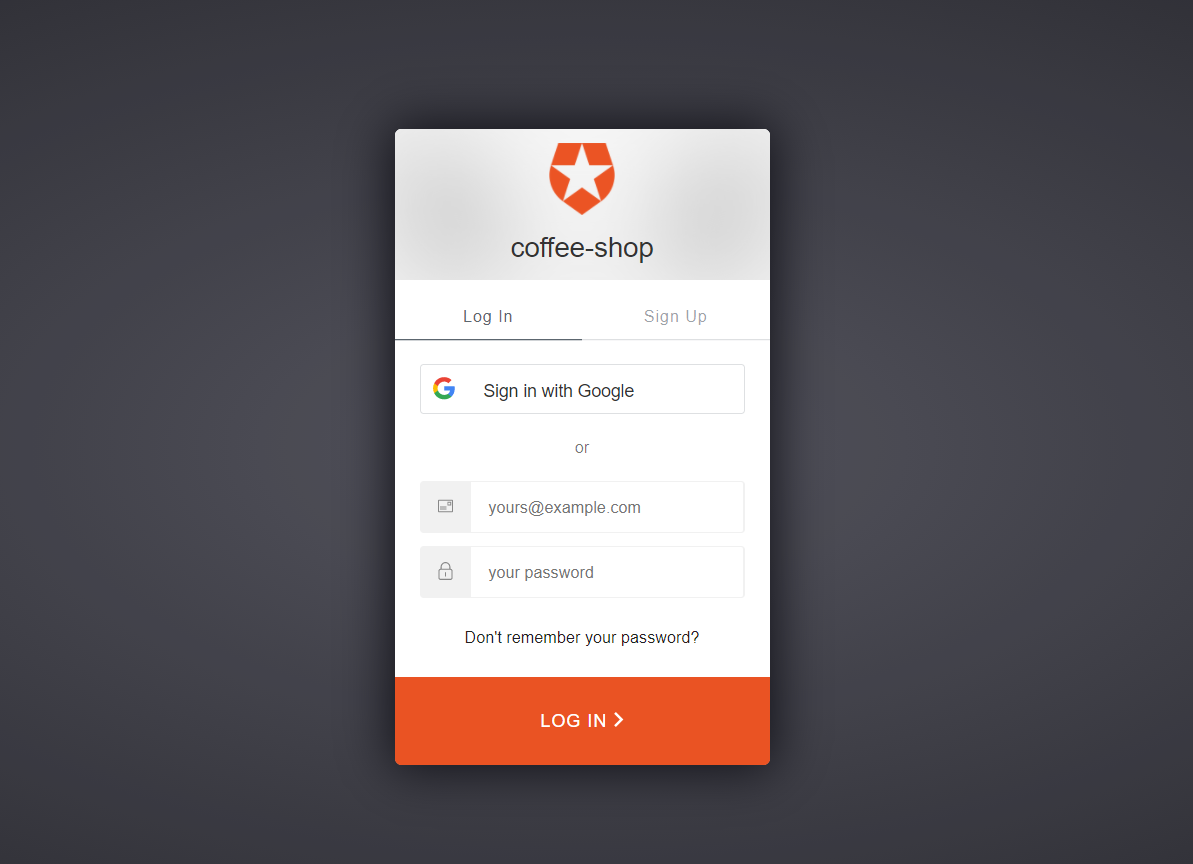 coffee-shop
Log In
Sign Up
Sign in with Google
or
yours@example.com
your password
Don't remember your password?
LOG IN